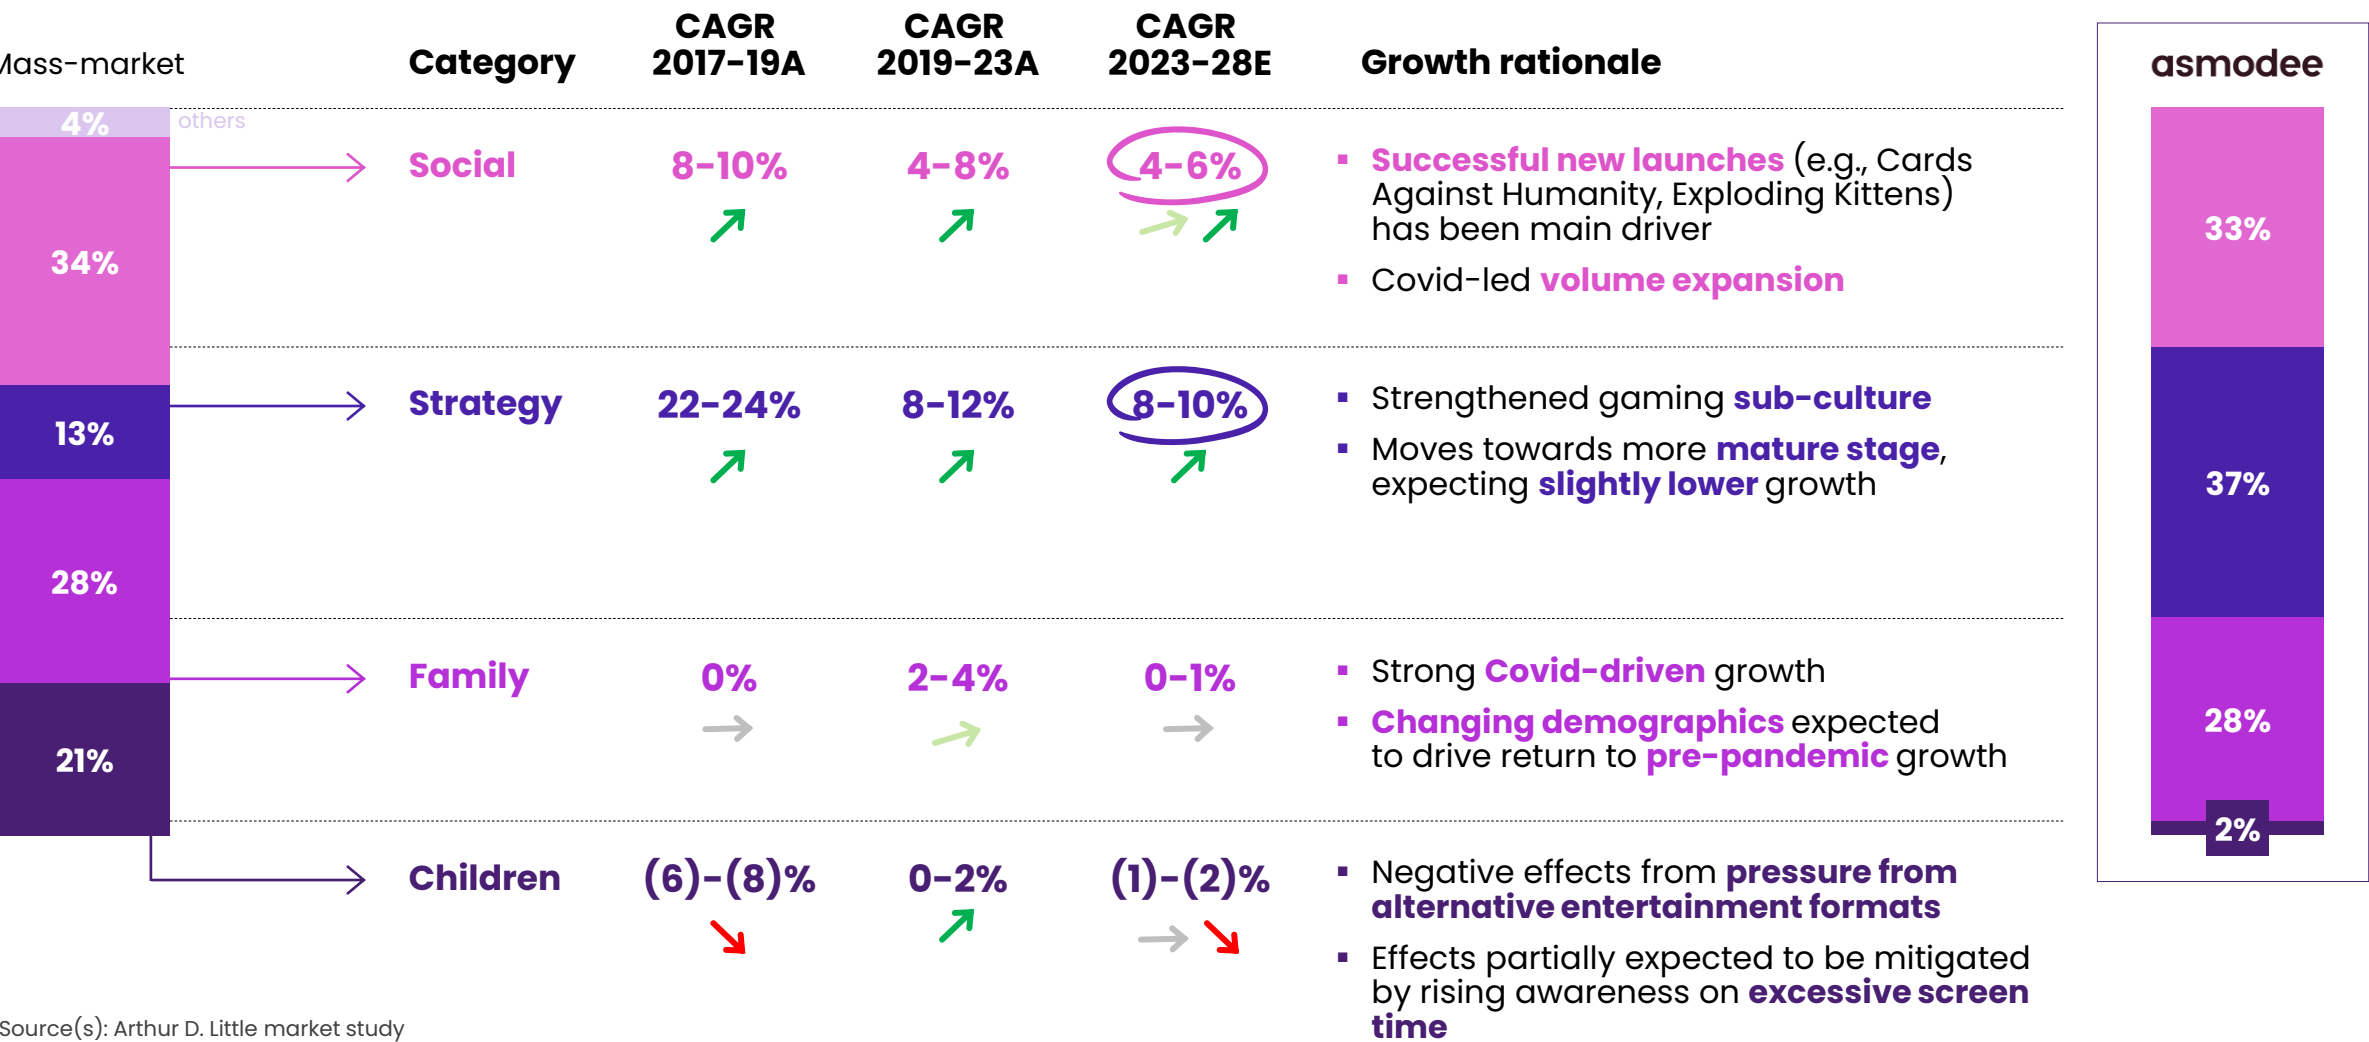 Mass-market
Category
CAGR
2017-19A
CAGR
2019-23A
CAGR
2023-28E
Growth rationale
asmodee
4%
others
34%
13%
28%
21%
Social
8-10%
4-8%
4-6%
▪ Successful new launches (e.g., Cards
Against Humanity, Exploding Kittens)
has been main driver
▪ Covid-led volume expansion
Strategy
22-24%
8-12%
8-10%
▪ Strengthened gaming sub-culture
▪ Moves towards more mature stage,
expecting slightly lower growth
Family
0%
2-4%
0-1%
▪ Strong Covid-driven growth
▪ Changing demographics expected
to drive return to pre-pandemic growth
Children
(6)-(8)%
0-2%
(1)-(2)%
▪ Negative effects from pressure from
alternative entertainment formats
▪ Effects partially expected to be mitigated
by rising awareness on excessive screen
time
33%
37%
28%
2%
Source(s): Arthur D. Little market study